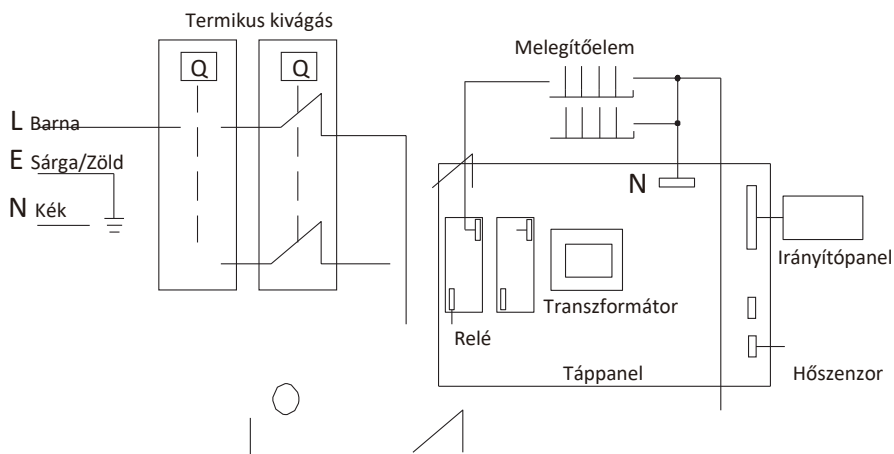 Termikus kivágás
Q Q
Melegítőelem
L Barna
E Sárga/Zöld
N Kék
N
Irányítópanel
Transzformátor
Relé
Táppanel
Hőszenzor